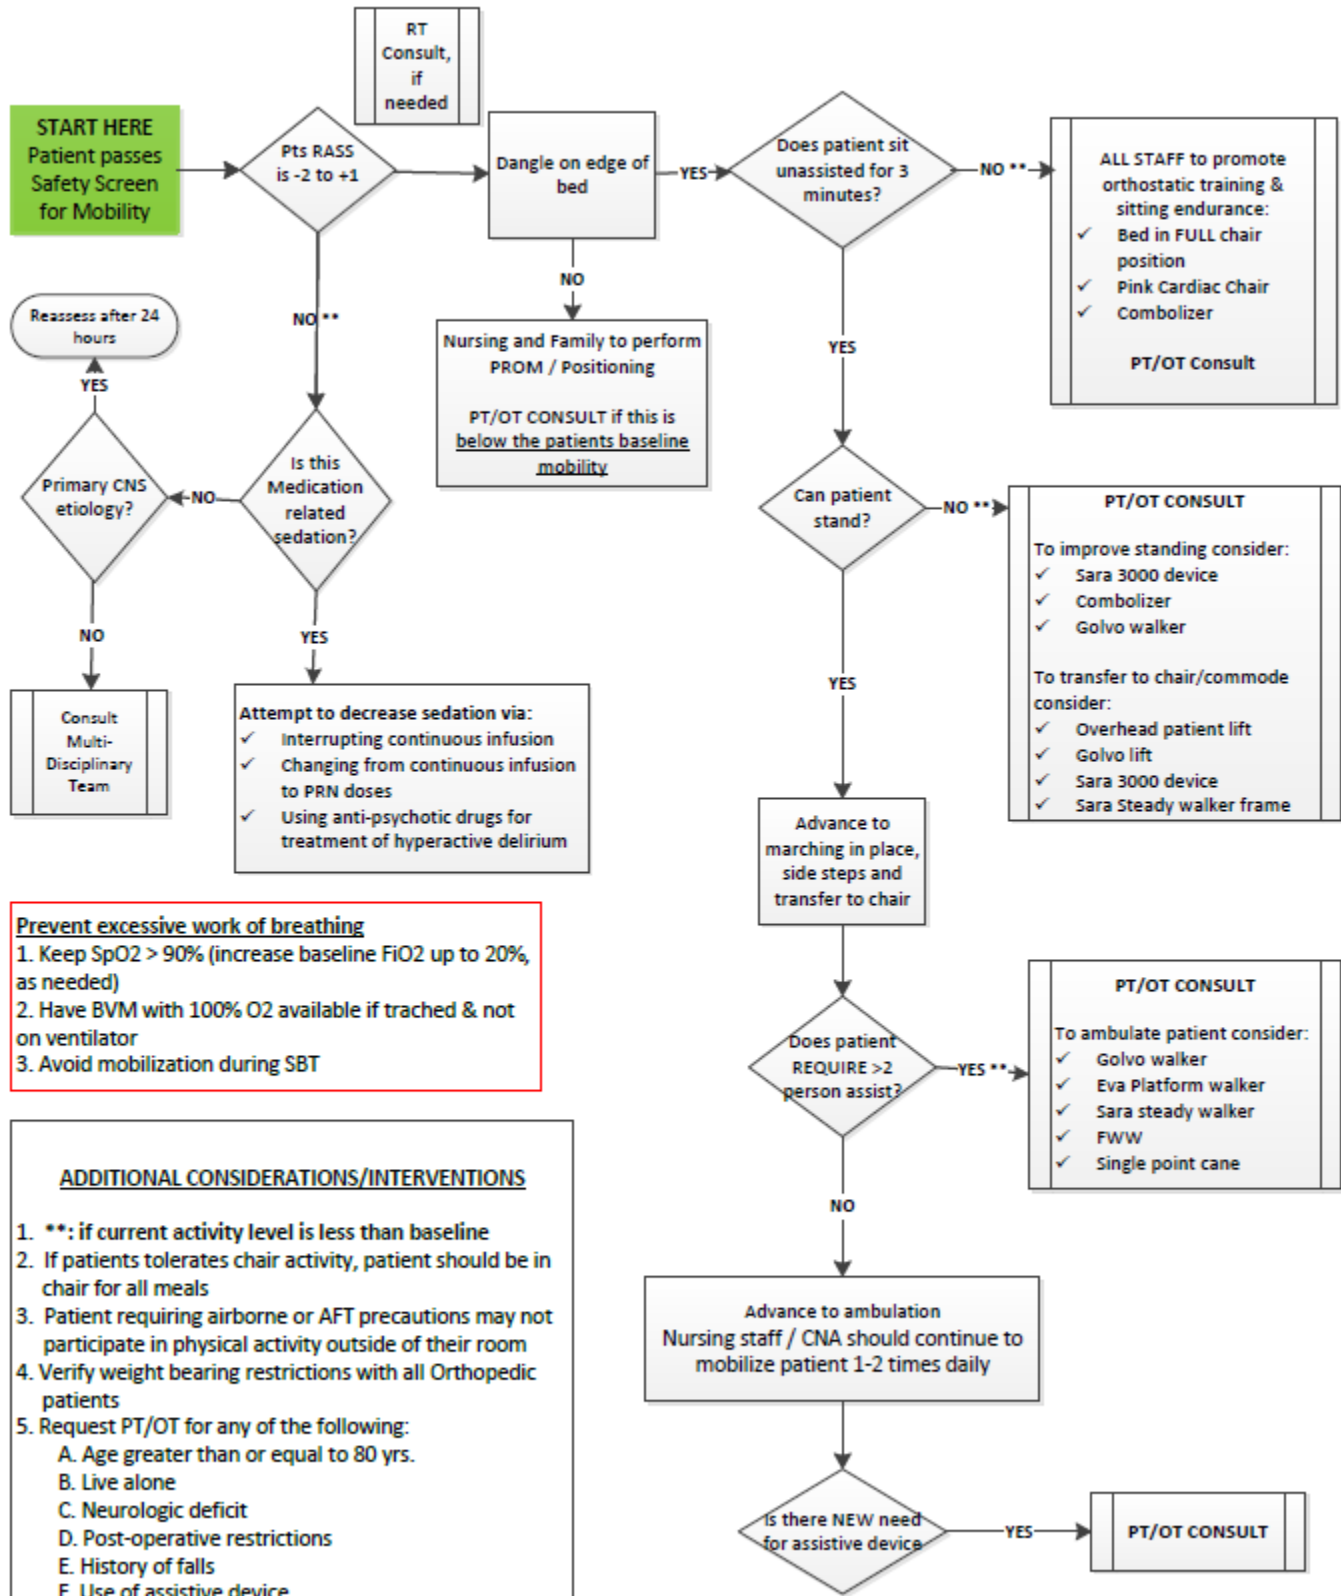 RT
Consult,
if
needed
START HERE
Patient passes
Safety Screen
for Mobility
Pts RASS
is -2 to +1
Dangle on edge of
bed
YES
Does patient sit
unassisted for 3
minutes?
NO **
ALL STAFF to promote
orthostatic training &
sitting endurance:
✓ Bed in FULL chair
position
✓ Pink Cardiac Chair
✓ Combolizer
PT/OT Consult
NO
NO **
Reassess after 24
hours
YES
Nursing and Family to perform
PROM / Positioning
PT/OT CONSULT if this is
below the patients baseline
mobility
YES
Primary CNS
etiology?
NO
Is this
Medication
related
sedation?
Can patient
stand?
NO **
PT/OT CONSULT
To improve standing consider:
✓ Sara 3000 device
✓ Combolizer
✓ Golvo walker
To transfer to chair/commode
consider:
✓ Overhead patient lift
✓ Golvo lift
✓ Sara 3000 device
✓ Sara Steady walker frame
NO
YES
YES
Consult
Multi-
Disciplinary
Team
Attempt to decrease sedation via:
✓ Interrupting continuous infusion
✓ Changing from continuous infusion
to PRN doses
✓ Using anti-psychotic drugs for
treatment of hyperactive delirium
Advance to
marching in place,
side steps and
transfer to chair
Prevent excessive work of breathing
1. Keep SpO2 > 90% (increase baseline FiO2 up to 20%,
as needed)
2. Have BVM with 100% O2 available if trached & not
on ventilator
3. Avoid mobilization during SBT
Does patient
REQUIRE >2
person assist?
YES **
PT/OT CONSULT
To ambulate patient consider:
✓ Golvo walker
✓ Eva Platform walker
✓ Sara steady walker
✓ FWW
✓ Single point cane
NO
ADDITIONAL CONSIDERATIONS/INTERVENTIONS
1. **: if current activity level is less than baseline
2. If patients tolerates chair activity, patient should be in
chair for all meals
3. Patient requiring airborne or AFT precautions may not
participate in physical activity outside of their room
4. Verify weight bearing restrictions with all Orthopedic
patients
5. Request PT/OT for any of the following:
A. Age greater than or equal to 80 yrs.
B. Live alone
C. Neurologic deficit
D. Post-operative restrictions
E. History of falls
F. Use of assistive device
Advance to ambulation
Nursing staff / CNA should continue to
mobilize patient 1-2 times daily
Is there NEW need
for assistive device
YES
PT/OT CONSULT